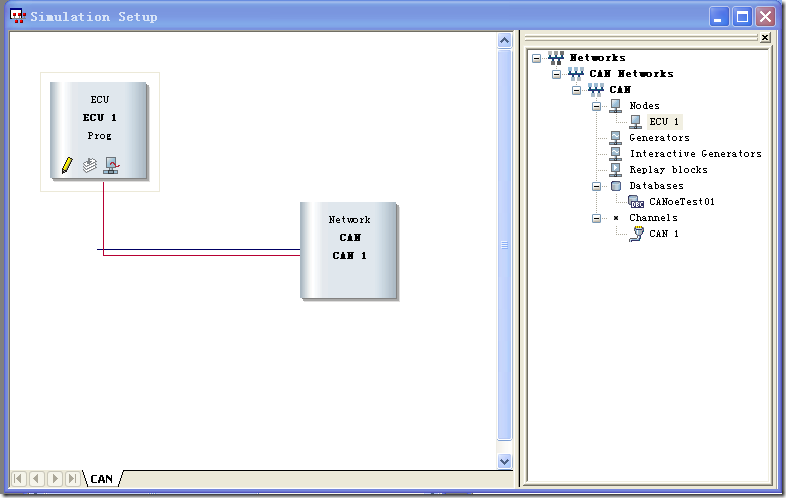 Simulation Setup
ECU
ECU 1
Prog
Network
CAN
CAN 1
CAN
Networks
CAN Networks
CAN
Nodes
ECU 1
Generators
Interactive Generators
Replay blocks
Databases
DBC
CANoeTest01
Channels
CAN 1